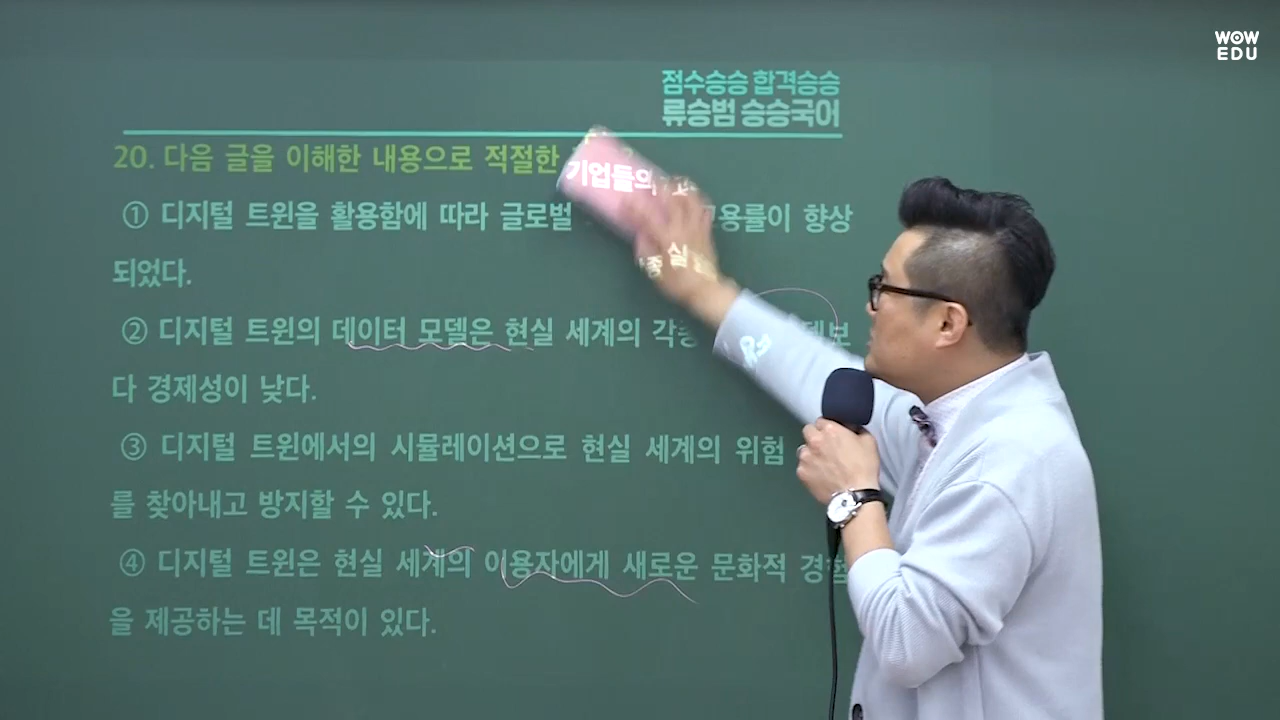 WOW
EDU
점수승승 합격승승
류승범 승승국어
20. 다음 글을 이해한 내용으로 적절한
① 디지털 트윈을 활용함에 따라 글로벌 기업들의 고용률이 향상
되었다.
② 디지털 트윈의 데이터 모델은 현실 세계의 각종 실험
다 경제성이 낮다.
③ 디지털 트윈에서의 시뮬레이션으로 현실 세계의 위험
를 찾아내고 방지할 수 있다.
④ 디지털 트윈은 현실 세계의 이용자에게 새로운 문화적 경험
을 제공하는 데 목적이 있다.